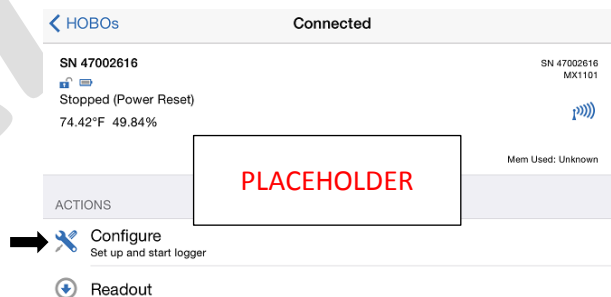 HOBOs
Connected
SN 47002616
SN 47002616
MX1101
Stopped (Power Reset)
74.42°F 49.84%
Mem Used: Unknown
PLACEHOLDER
ACTIONS
Configure
Set up and start logger
Readout